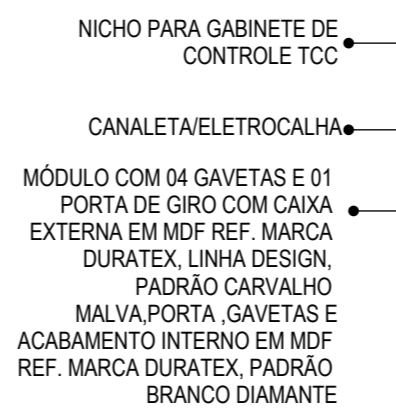 NICHO PARA GABINETE DE
CONTROLE TCC
CANALETA/ELETROCALHA
MÓDULO COM 04 GAVETAS E 01
PORTA DE GIRO COM CAIXA
EXTERNA EM MDF REF. MARCA
DURATEX, LINHA DESIGN,
PADRÃO CARVALHO
MALVA,PORTA ,GAVETAS E
ACABAMENTO INTERNO EM MDF
REF. MARCA DURATEX, PADRÃO
BRANCO DIAMANTE